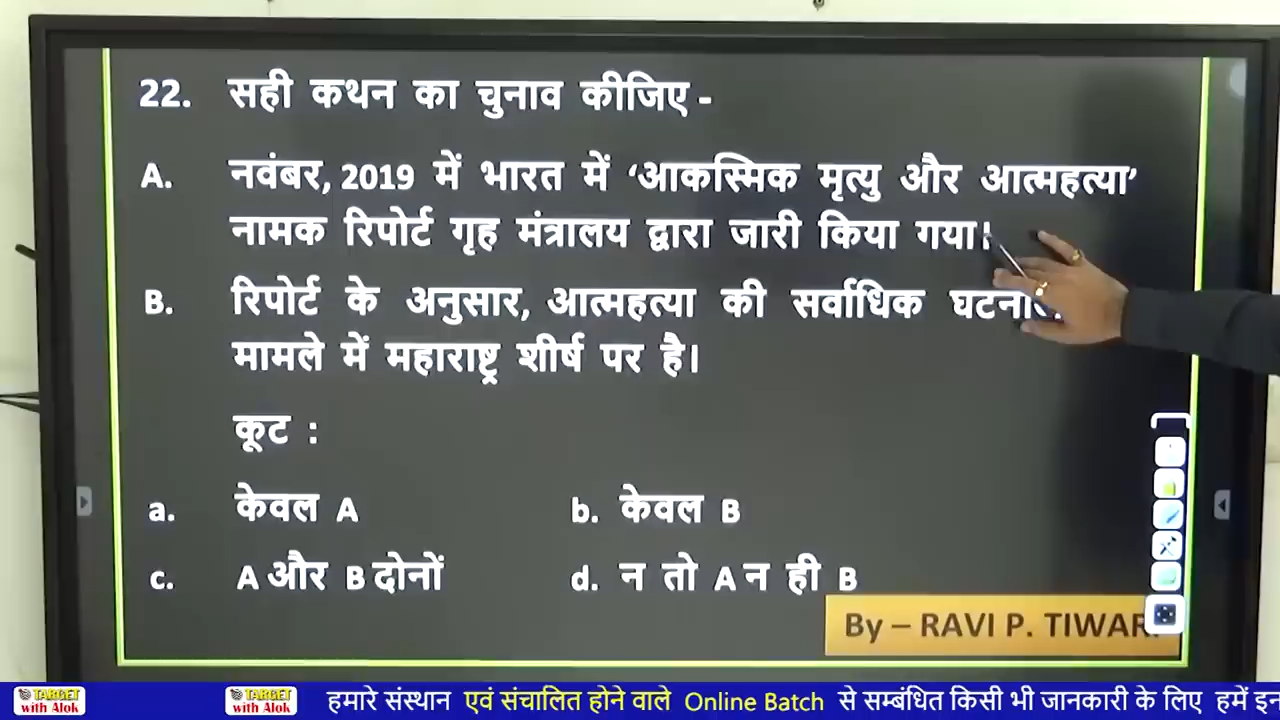 22. सही कथन का चुनाव कीजिए -
A. नवंबर, 2019 में भारत में ‘आकस्मिक मृत्यु और आत्महत्या’
नामक रिपोर्ट गृह मंत्रालय द्वारा जारी किया गया।
B. रिपोर्ट के अनुसार, आत्महत्या की सर्वाधिक
मामले में महाराष्ट्र शीर्ष पर है।
कूट :
a. केवल A b. केवल B
c. A और B दोनों d. न तो A न ही B
By – RAVI P. TIWARI
TARGET with Alok TARGET with Alok हमारे संस्थान एवं संचालित होने वाले Online Batch से सम्बंधित किसी भी जानकारी के लिए हमें